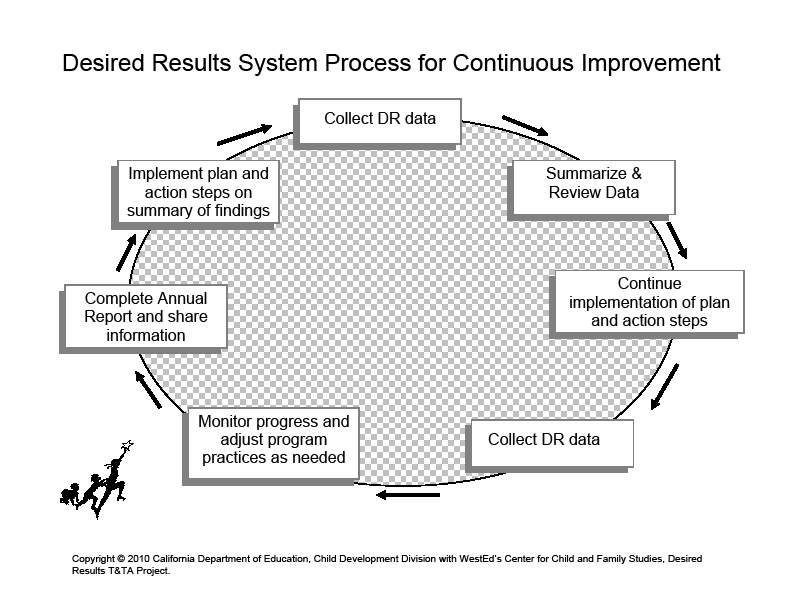 Desired Results System Process for Continuous Improvement
Collect DR data
Summarize &
Review Data
Continue
implementation of plan
and action steps
Collect DR data
Monitor progress and
adjust program
practices as needed
Complete Annual
Report and share
information
Implement plan and
action steps on
summary of findings
Copyright © 2010 California Department of Education, Child Development Division with WestEd's Center for Child and Family Studies, Desired
Results T&TA Project.